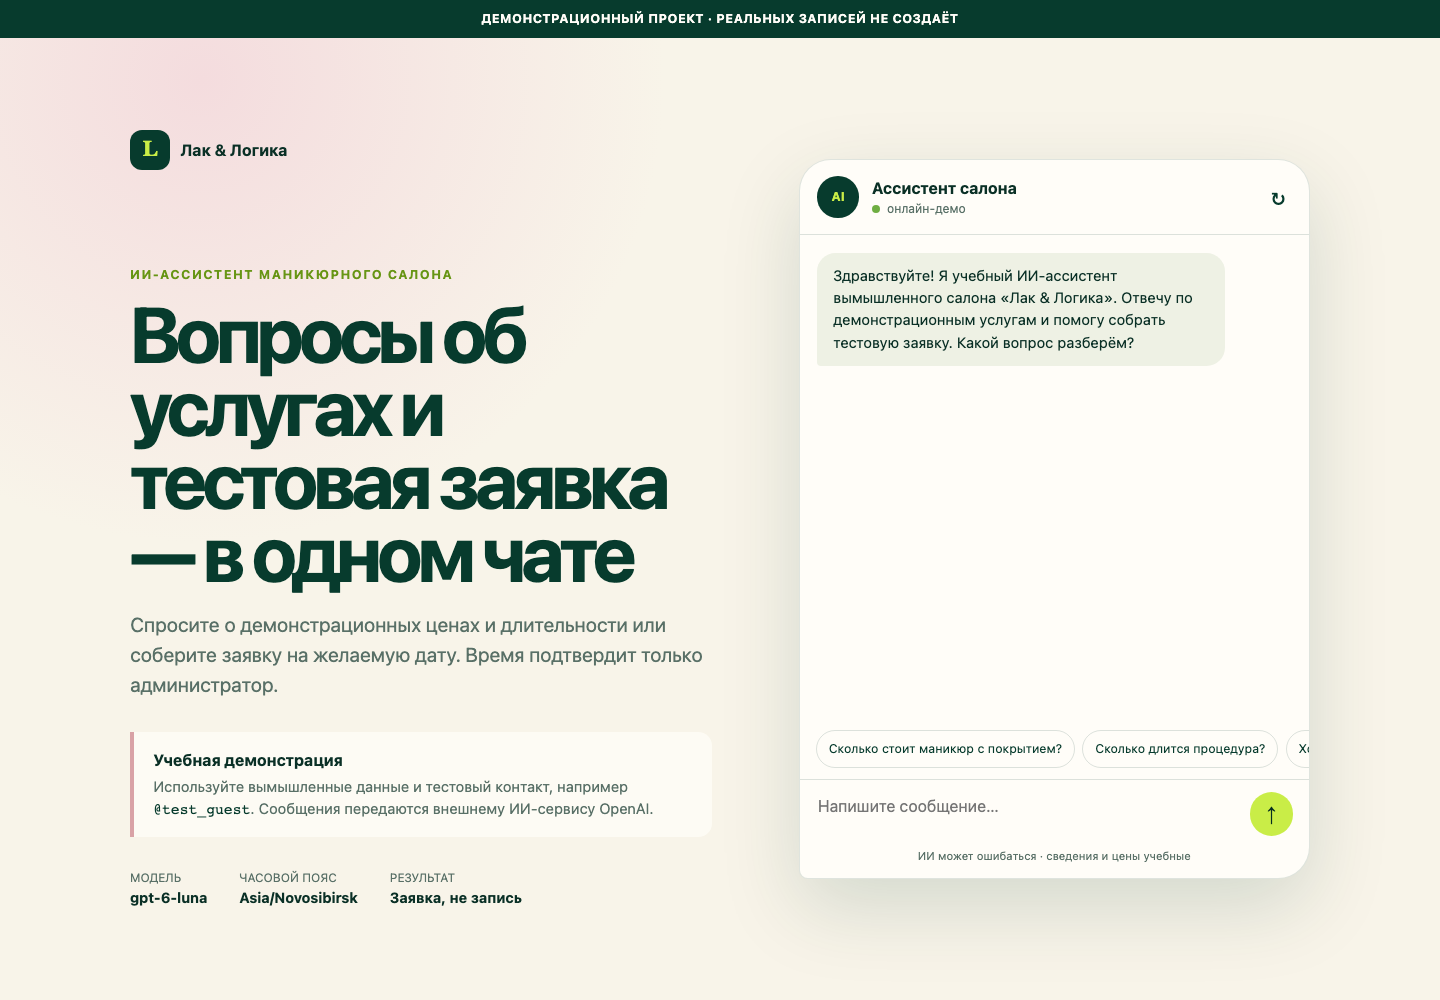 ДЕМОНСТРАЦИОННЫЙ ПРОЕКТ · РЕАЛЬНЫХ ЗАПИСЕЙ НЕ СОЗДАЁТ
L
Лак & Логика
ИИ-АССИСТЕНТ МАНИКЮРНОГО САЛОНА
Вопросы об
услугах и
тестовая заявка
— в одном чате
Спросите о демонстрационных ценах и длительности или
соберите заявку на желаемую дату. Время подтвердит только
администратор.
Учебная демонстрация
Используйте вымышленные данные и тестовый контакт, например
@test_guest. Сообщения передаются внешнему ИИ-сервису OpenAI.
МОДЕЛЬ
gpt-6-luna
ЧАСОВОЙ ПОЯС
Asia/Novosibirsk
РЕЗУЛЬТАТ
Заявка, не запись
AI
Ассистент салона
онлайн-демо
↻
Здравствуйте! Я учебный ИИ-ассистент
вымышленного салона «Лак & Логика». Отвечу по
демонстрационным услугам и помогу собрать
тестовую заявку. Какой вопрос разберём?
Сколько стоит маникюр с покрытием?
Сколько длится процедура?
Напишите сообщение...
↑
ИИ может ошибаться · сведения и цены учебные